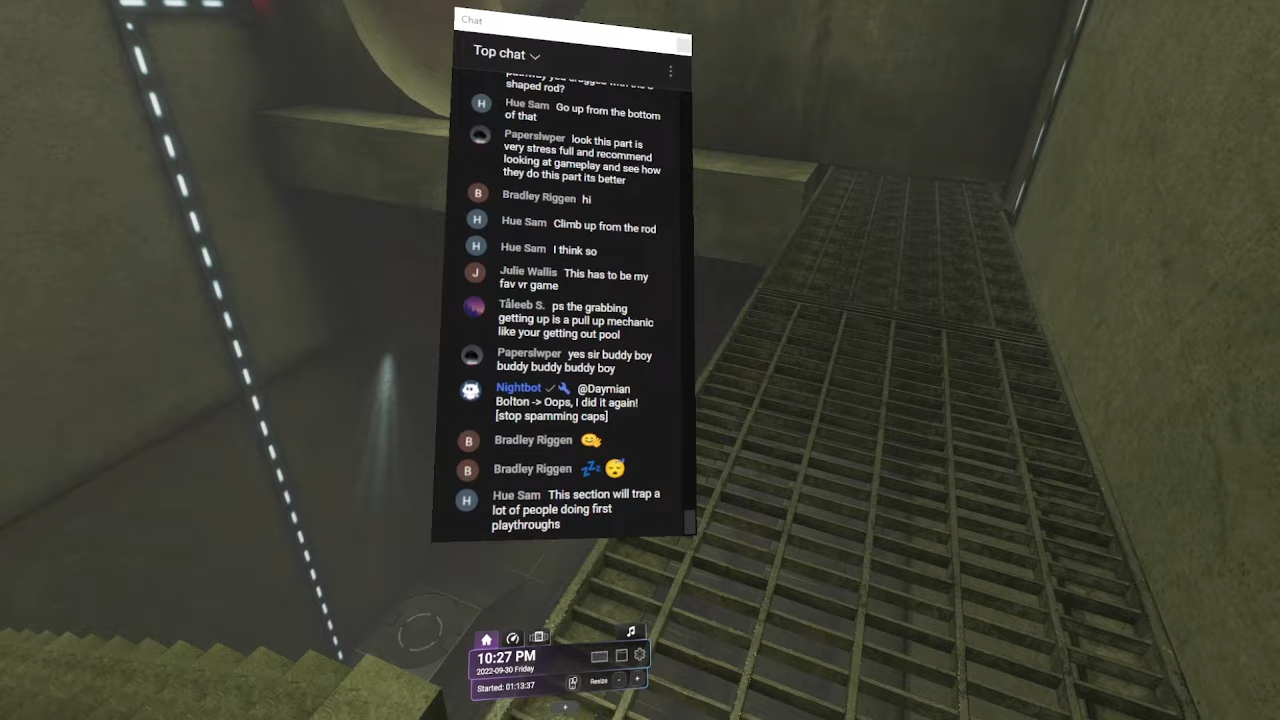 Chat
Top chat
shaped rod?
H Hue Sam Go up from the bottom
of that
Paperslwper look this part is
very stress full and recommend
looking at gameplay and see how
they do this part its better
B Bradley Riggen hi
H Hue Sam Climb up from the rod
H Hue Sam I think so
J Julie Wallis This has to be my
fav vr game
Tåleeb S. ps the grabbing
getting up is a pull up mechanic
like your getting out pool
Paperslwper yes sir buddy boy
buddy buddy buddy boy
Nightbot @Daymian
Bolton -> Oops, I did it again!
[stop spamming caps]
B Bradley Riggen
B Bradley Riggen 💤😴
H Hue Sam This section will trap a
lot of people doing first
playthroughs
10:27 PM
2022-09-30 Friday
Started: 01:13:37
Resize - +